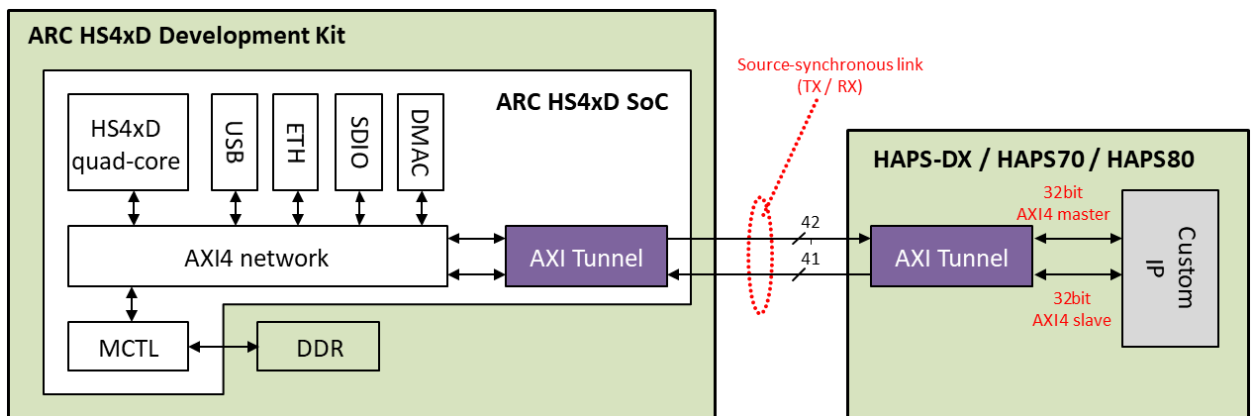 ARC HS4xD Development Kit
ARC HS4xD SoC
HS4xD
quad-core
USB
ETH
SDIO
DMAC
AXI4 network
AXI Tunnel
MCTL
DDR
Source-synchronous link
(TX / RX)
42
41
HAPS-DX / HAPS70 / HAPS80
AXI Tunnel
32bit
AXI4 master
32bit
AXI4 slave
Custom
IP